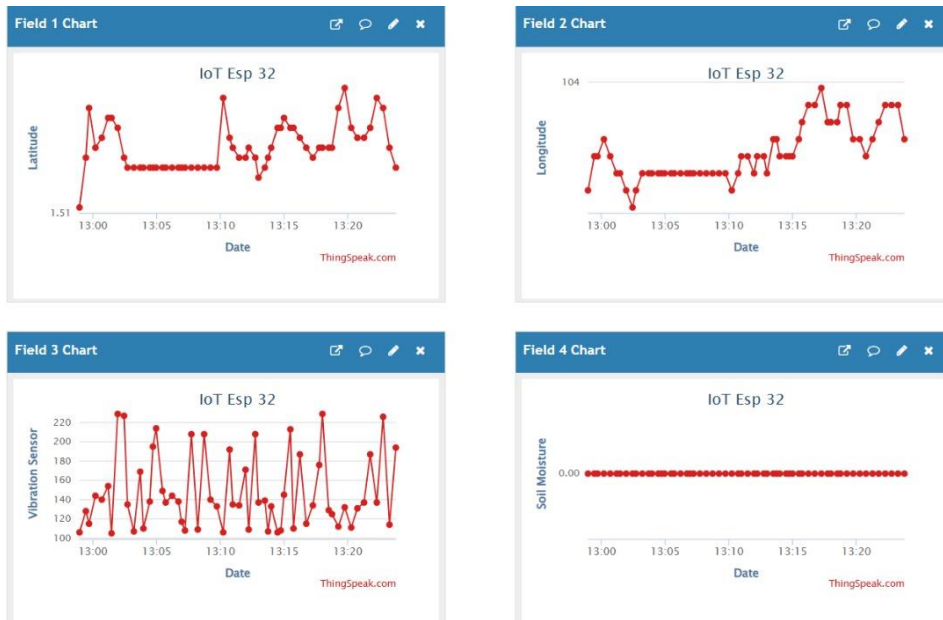 Field 1 Chart
IoT Esp 32
Latitude
1.51
13:00 13:05 13:10 13:15 13:20
Date
ThingSpeak.com
Field 2 Chart
IoT Esp 32
104
Longitude
13:00 13:05 13:10 13:15 13:20
Date
ThingSpeak.com
Field 3 Chart
IoT Esp 32
Vibration Sensor
220
200
180
160
140
120
100
13:00 13:05 13:10 13:15 13:20
Date
ThingSpeak.com
Field 4 Chart
IoT Esp 32
Soil Moisture
0.00
13:00 13:05 13:10 13:15 13:20
Date
ThingSpeak.com